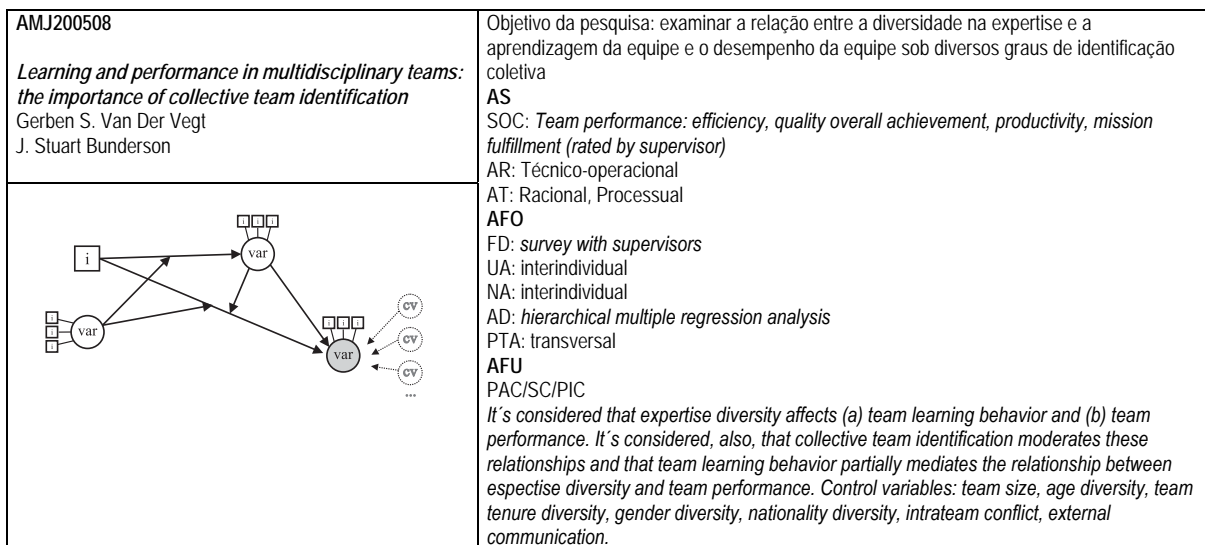 AMJ200508
Learning and performance in multidisciplinary teams:
the importance of collective team identification
Gerben S. Van Der Vegt
J. Stuart Bunderson
i
var
i i i
var
i
i
i
var
i i i
cv
cv
cv
...
Objetivo da pesquisa: examinar a relação entre a diversidade na expertise e a
aprendizagem da equipe e o desempenho da equipe sob diversos graus de identificação
coletiva
AS
SOC: Team performance: efficiency, quality overall achievement, productivity, mission
fulfillment (rated by supervisor)
AR: Técnico-operacional
AT: Racional, Processual
AFO
FD: survey with supervisors
UA: interindividual
NA: interindividual
AD: hierarchical multiple regression analysis
PTA: transversal
AFU
PAC/SC/PIC
It´s considered that expertise diversity affects (a) team learning behavior and (b) team
performance. It´s considered, also, that collective team identification moderates these
relationships and that team learning behavior partially mediates the relationship between
espectise diversity and team performance. Control variables: team size, age diversity, team
tenure diversity, gender diversity, nationality diversity, intrateam conflict, external
communication.